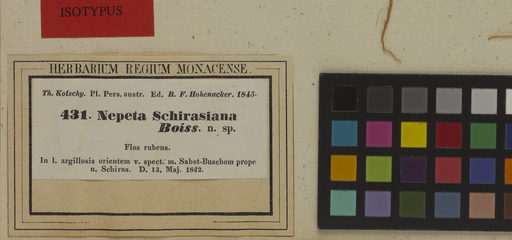 ISOTYPUS
HERBARIUM REGIUM MONACENSE.
Th. Kotschy. Pl. Pers. austr. Ed. R. F. Hohenacker. 1845.
431. Nepeta Schirasiana
Boiss. n. sp.
Flos rubens.
In l. argillosis orientem v. spect. m. Sabst-Buschom prope
u. Schiras. D. 13. Maj. 1842.